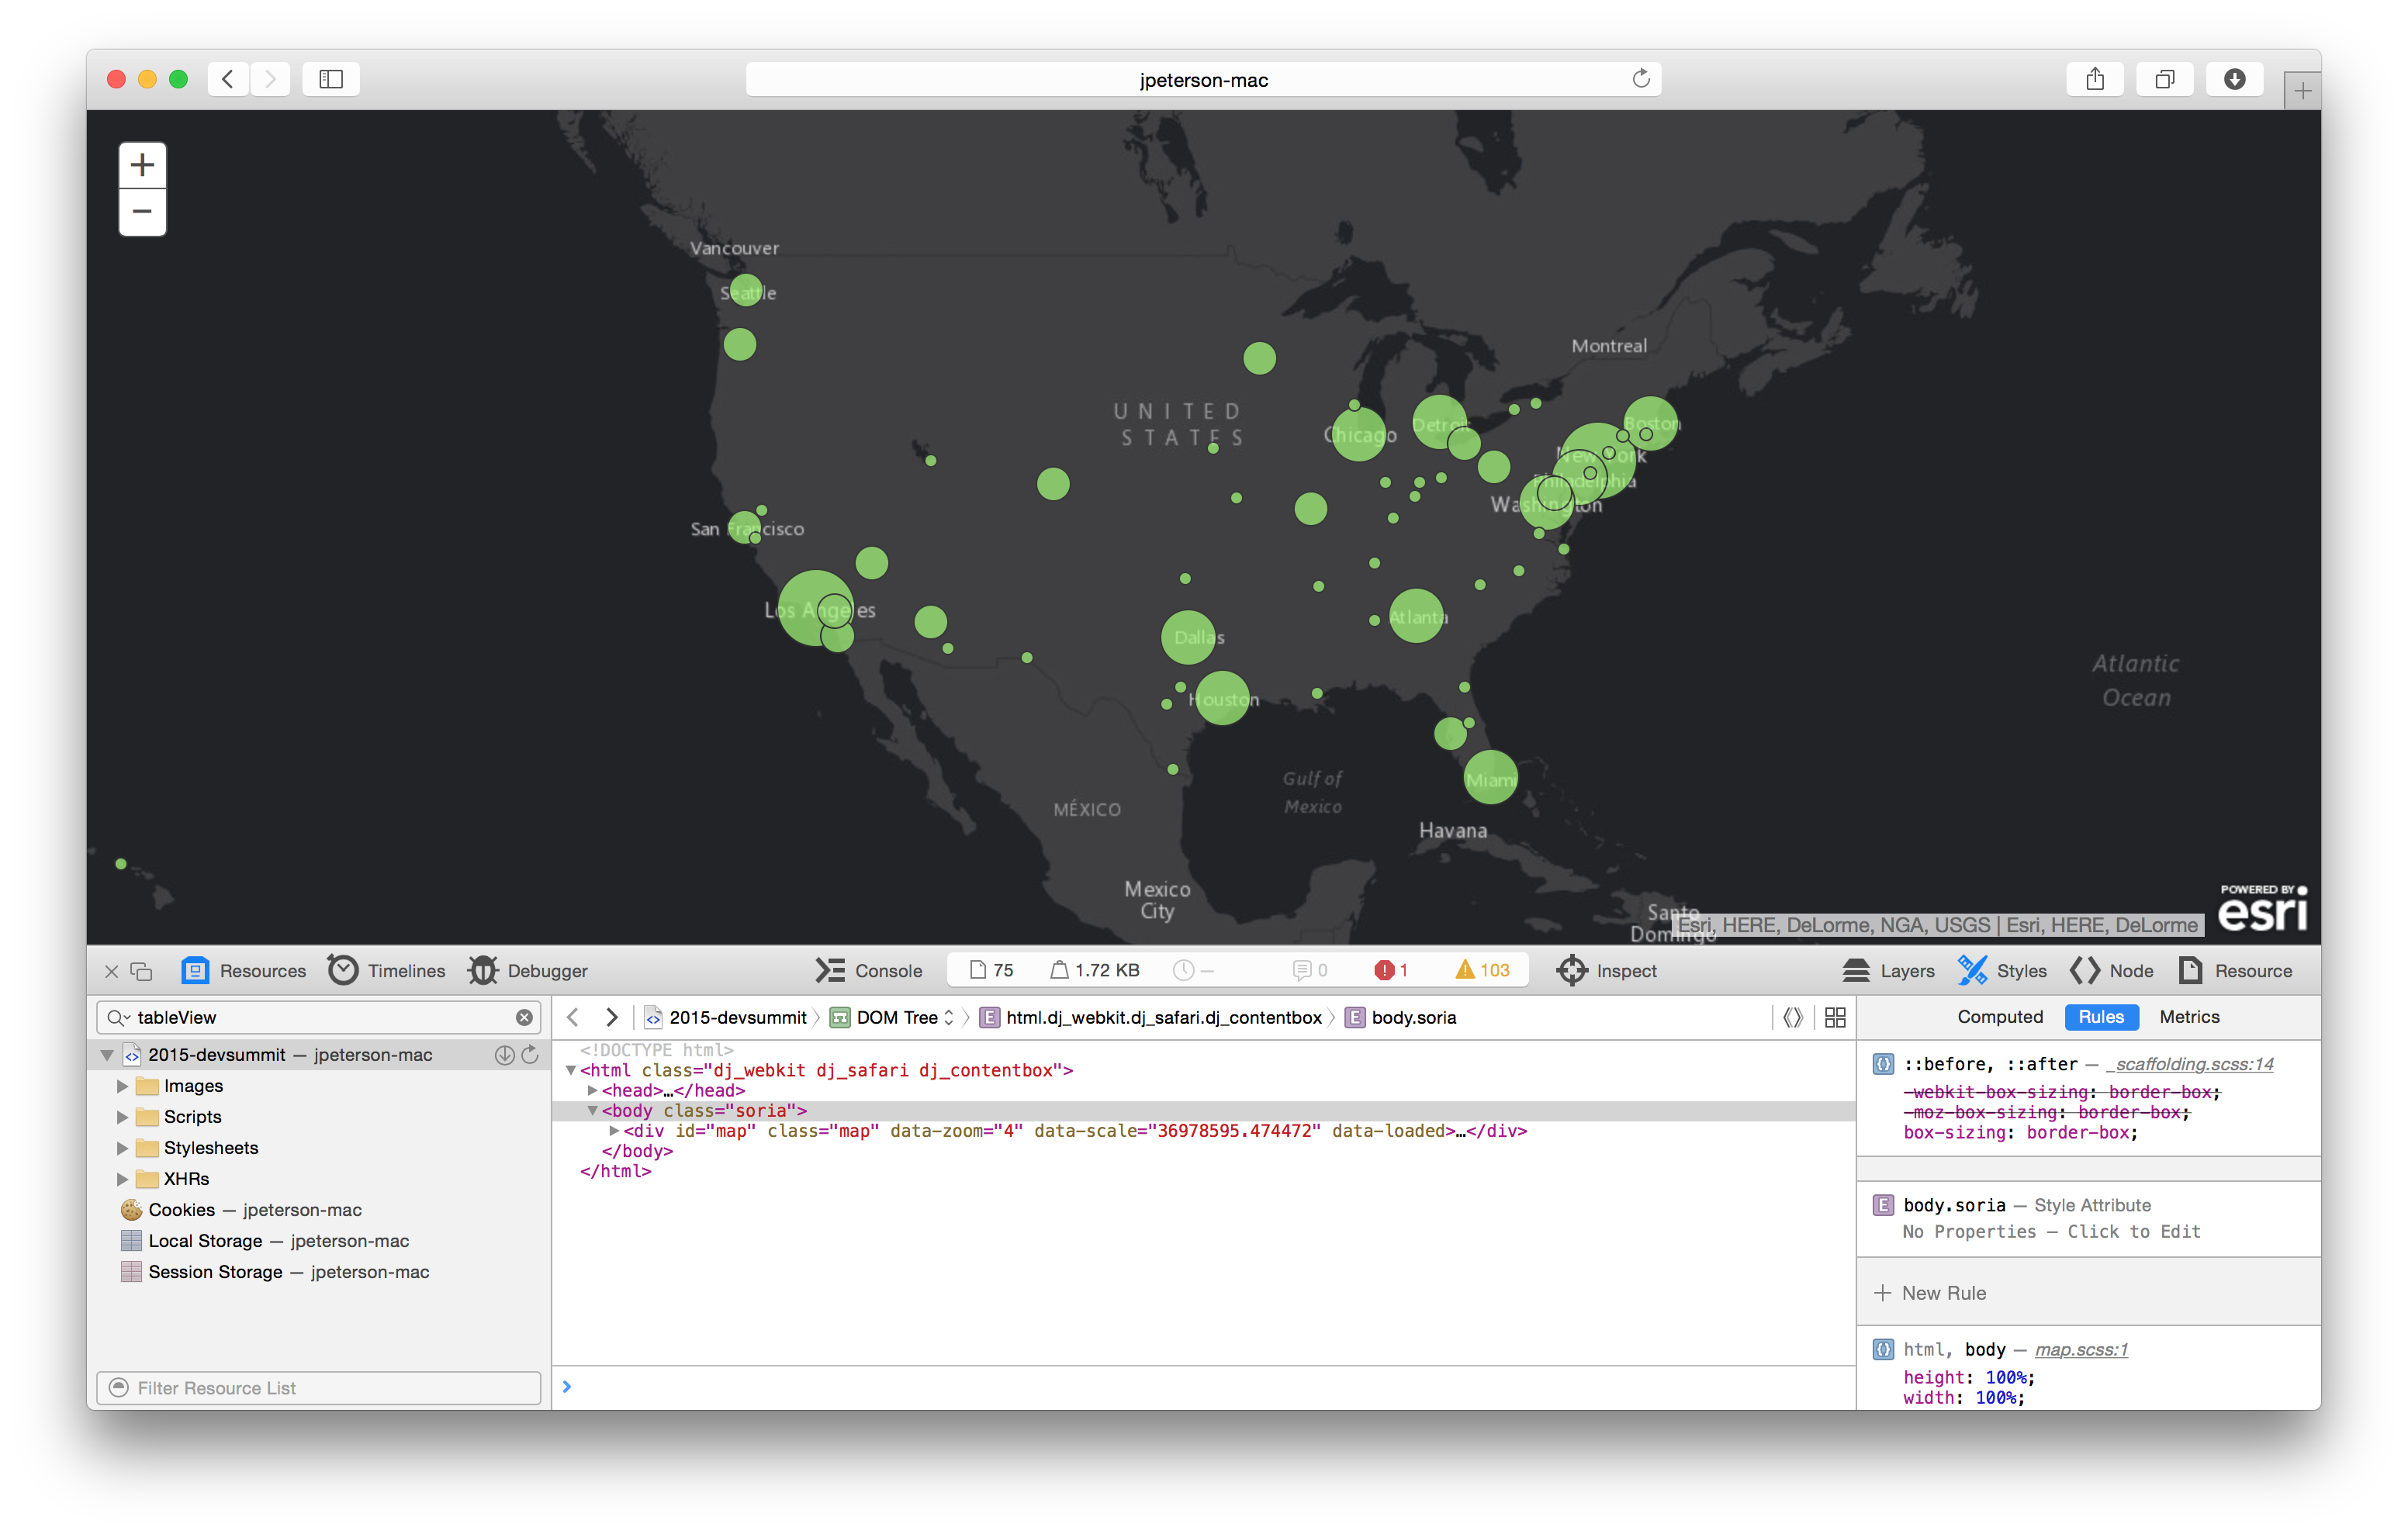 jpeterson-mac
Vancouver
Seattle
Montreal
UNITED
STATES
Chicago
Detroit
Boston
New York
Philadelphia
Washington
San Francisco
Los Angeles
Atlanta
Dallas
Houston
Atlantic
Ocean
Gulf of
Mexico
Miami
MÉXICO
Havana
Mexico
City
Santo
Domingo
POWERED BY
esri
Esri, HERE, DeLorme, NGA, USGS | Esri, HERE, DeLorme
Resources Timelines Debugger Console 75 1.72 KB — 0 1 103 Inspect Layers Styles Node Resource
tableView
2015-devsummit DOM Tree E html.dj_webkit.dj_safari.dj_contentbox E body.soria
Computed Rules Metrics
2015-devsummit — jpeterson-mac
Images
Scripts
Stylesheets
XHRs
Cookies — jpeterson-mac
Local Storage — jpeterson-mac
Session Storage — jpeterson-mac
Filter Resource List
<!DOCTYPE html>
<html class="dj_webkit dj_safari dj_contentbox">
<head>…</head>
<body class="soria">
<div id="map" class="map" data-zoom="4" data-scale="36978595.474472" data-loaded>…</div>
</body>
</html>
::before, ::after — _scaffolding.scss:14
-webkit-box-sizing: border-box;
-moz-box-sizing: border-box;
box-sizing: border-box;
E body.soria — Style Attribute
No Properties — Click to Edit
New Rule
html, body — map.scss:1
height: 100%;
width: 100%;